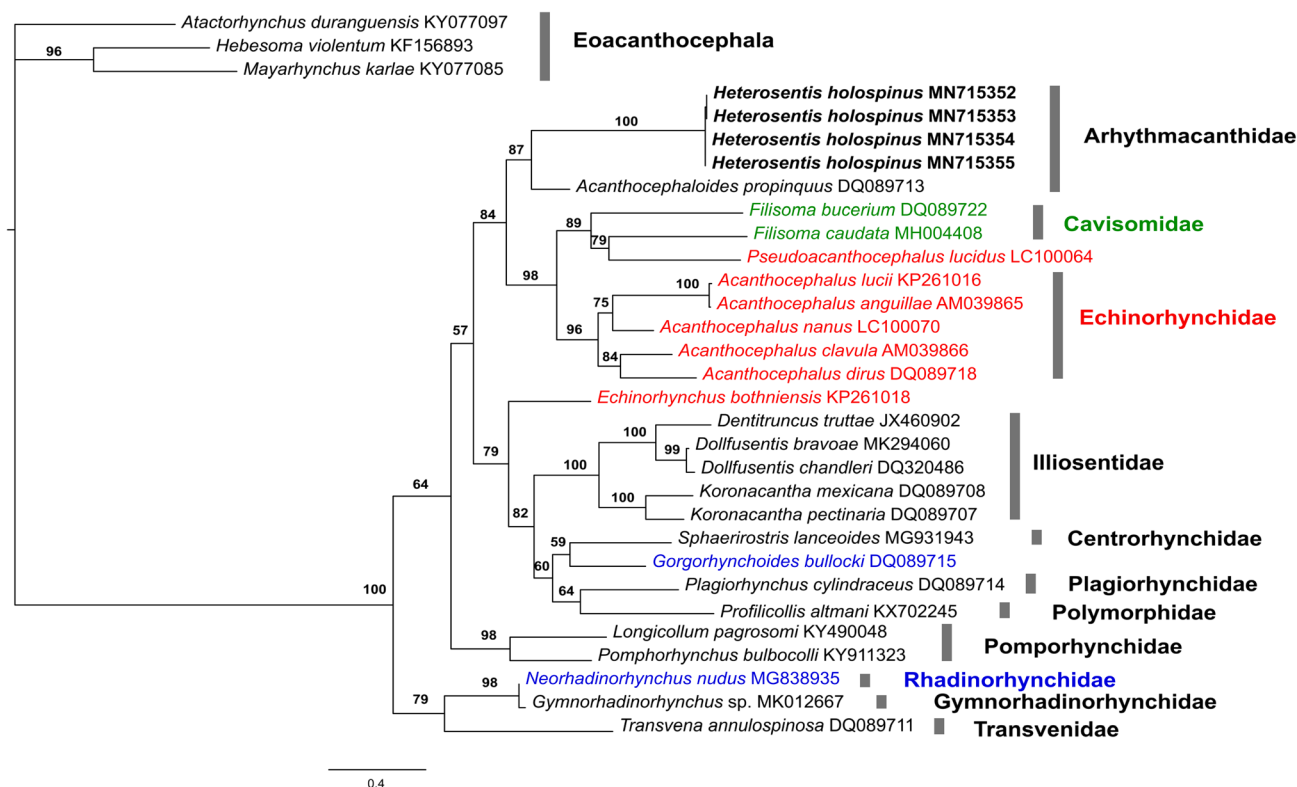 Atactorhynchus duranguensis KY077097
96
Hebesoma violentum KF156893
Mayarhynchus karlae KY077085
Eoacanthocephala
Heterosentis holospinus MN715352
Heterosentis holospinus MN715353
100
Heterosentis holospinus MN715354
Heterosentis holospinus MN715355
Arhythmacanthidae
87
Acanthocephaloides propinquus DQ089713
84
Filisoma bucerium DQ089722
89
Filisoma caudata MH004408
Cavisomidae
79
Pseudoacanthocephalus lucidus LC100064
98
Acanthocephalus lucii KP261016
100
Acanthocephalus anguillae AM039865
75
Acanthocephalus nanus LC100070
96
Acanthocephalus clavula AM039866
84
Acanthocephalus dirus DQ089718
Echinorhynchidae
57
Echinorhynchus bothniensis KP261018
79
Dentitruncus truttae JX460902
100
Dollfusentis bravoae MK294060
99
Dollfusentis chandleri DQ320486
100
Koronacantha mexicana DQ089708
100
Koronacantha pectinaria DQ089707
Illiosentidae
82
Sphaerirostris lanceoides MG931943
Centrorhynchidae
59
Gorgorhynchoides bullocki DQ089715
60
Plagiorhynchus cylindraceus DQ089714
Plagiorhynchidae
64
Profilicollis altmani KX702245
Polymorphidae
64
Longicollum pagrosomi KY490048
98
Pomphorhynchus bulbocolli KY911323
Pomporhynchidae
100
Neorhadinorhynchus nudus MG838935
Rhadinorhynchidae
98
Gymnorhadinorhynchus sp. MK012667
Gymnorhadinorhynchidae
79
Transvena annulospinosa DQ089711
Transvenidae
0.4